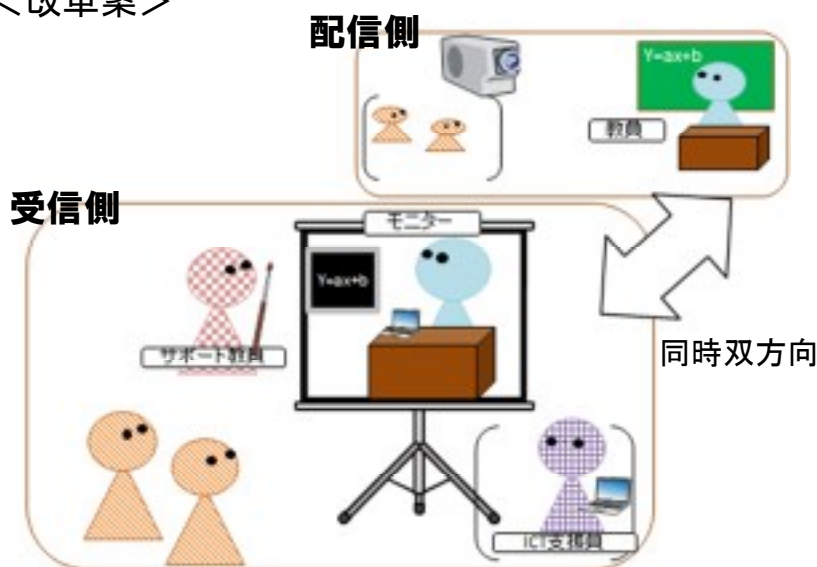 ＜改革案＞
配信側
Y=ax+b
教員
受信側
モニター
Y=ax+b
サポート教員
同時双方向
ICT支援員